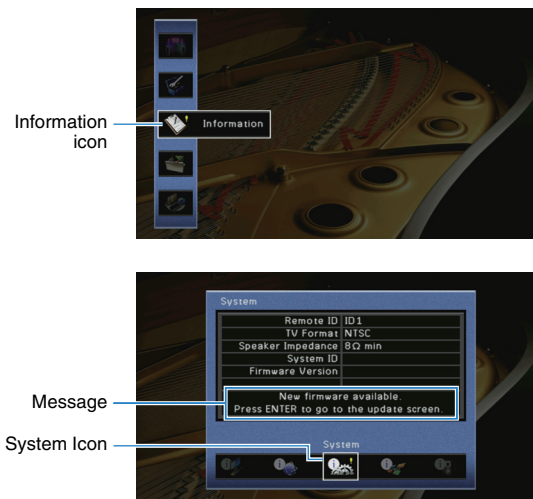 Information
icon
Information
System
Remote ID ID1
TV Format NTSC
Speaker Impedance 8Ω min
System ID
Firmware Version
New firmware available.
Press ENTER to go to the update screen.
Message
System Icon
System